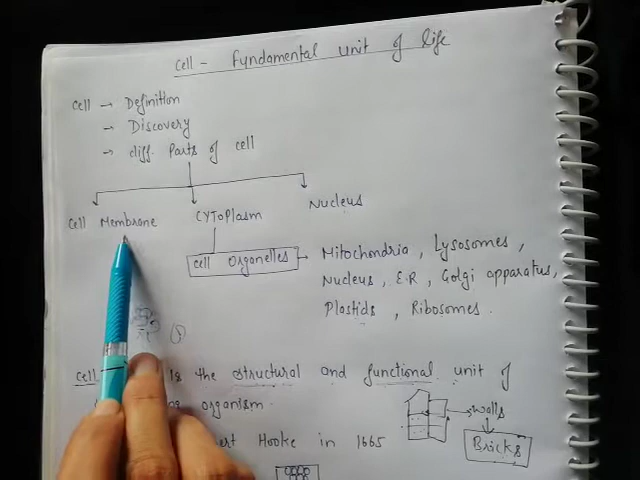 Cell - Fundamental unit of life
Cell → Definition
→ Discovery
→ diff. Parts of cell
Cell Membrane
Cytoplasm
Nucleus
Cell Organelles → Mitochondria, Lysosomes,
Nucleus, E.R, Golgi apparatus,
Plastids, Ribosomes.
Cell is the structural and functional unit of
organism.
Hooke in 1665
walls
Bricks